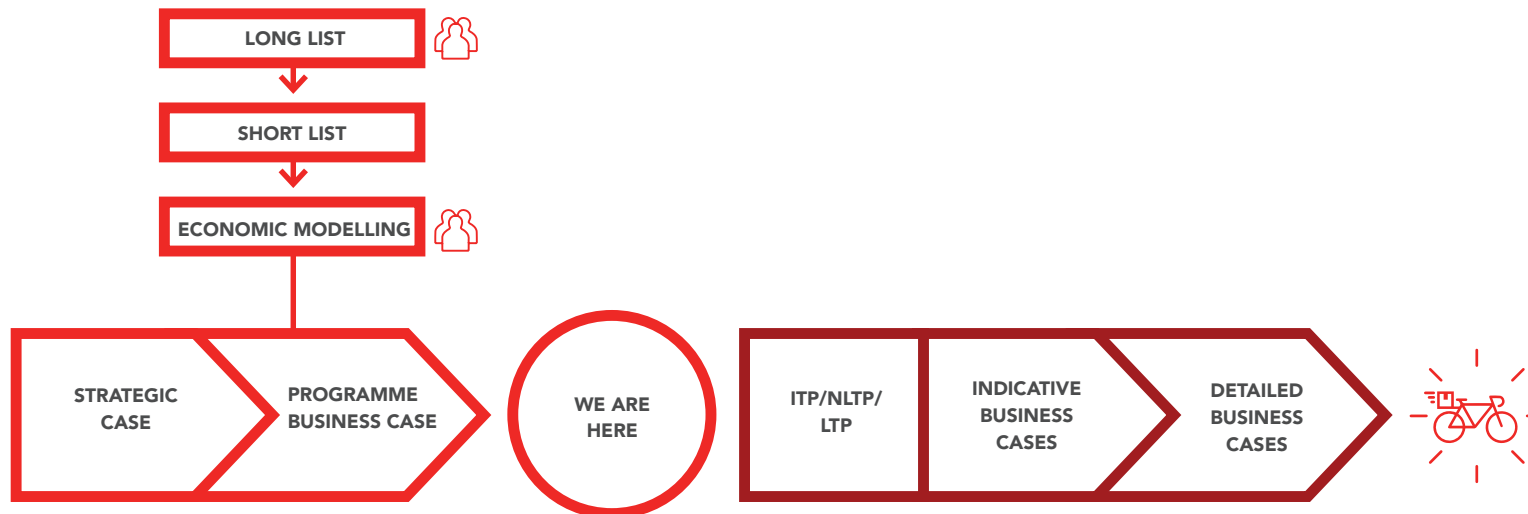 LONG LIST
SHORT LIST
ECONOMIC MODELLING
STRATEGIC
CASE
PROGRAMME
BUSINESS CASE
WE ARE
HERE
ITP/NLTP/
LTP
INDICATIVE
BUSINESS
CASES
DETAILED
BUSINESS
CASES